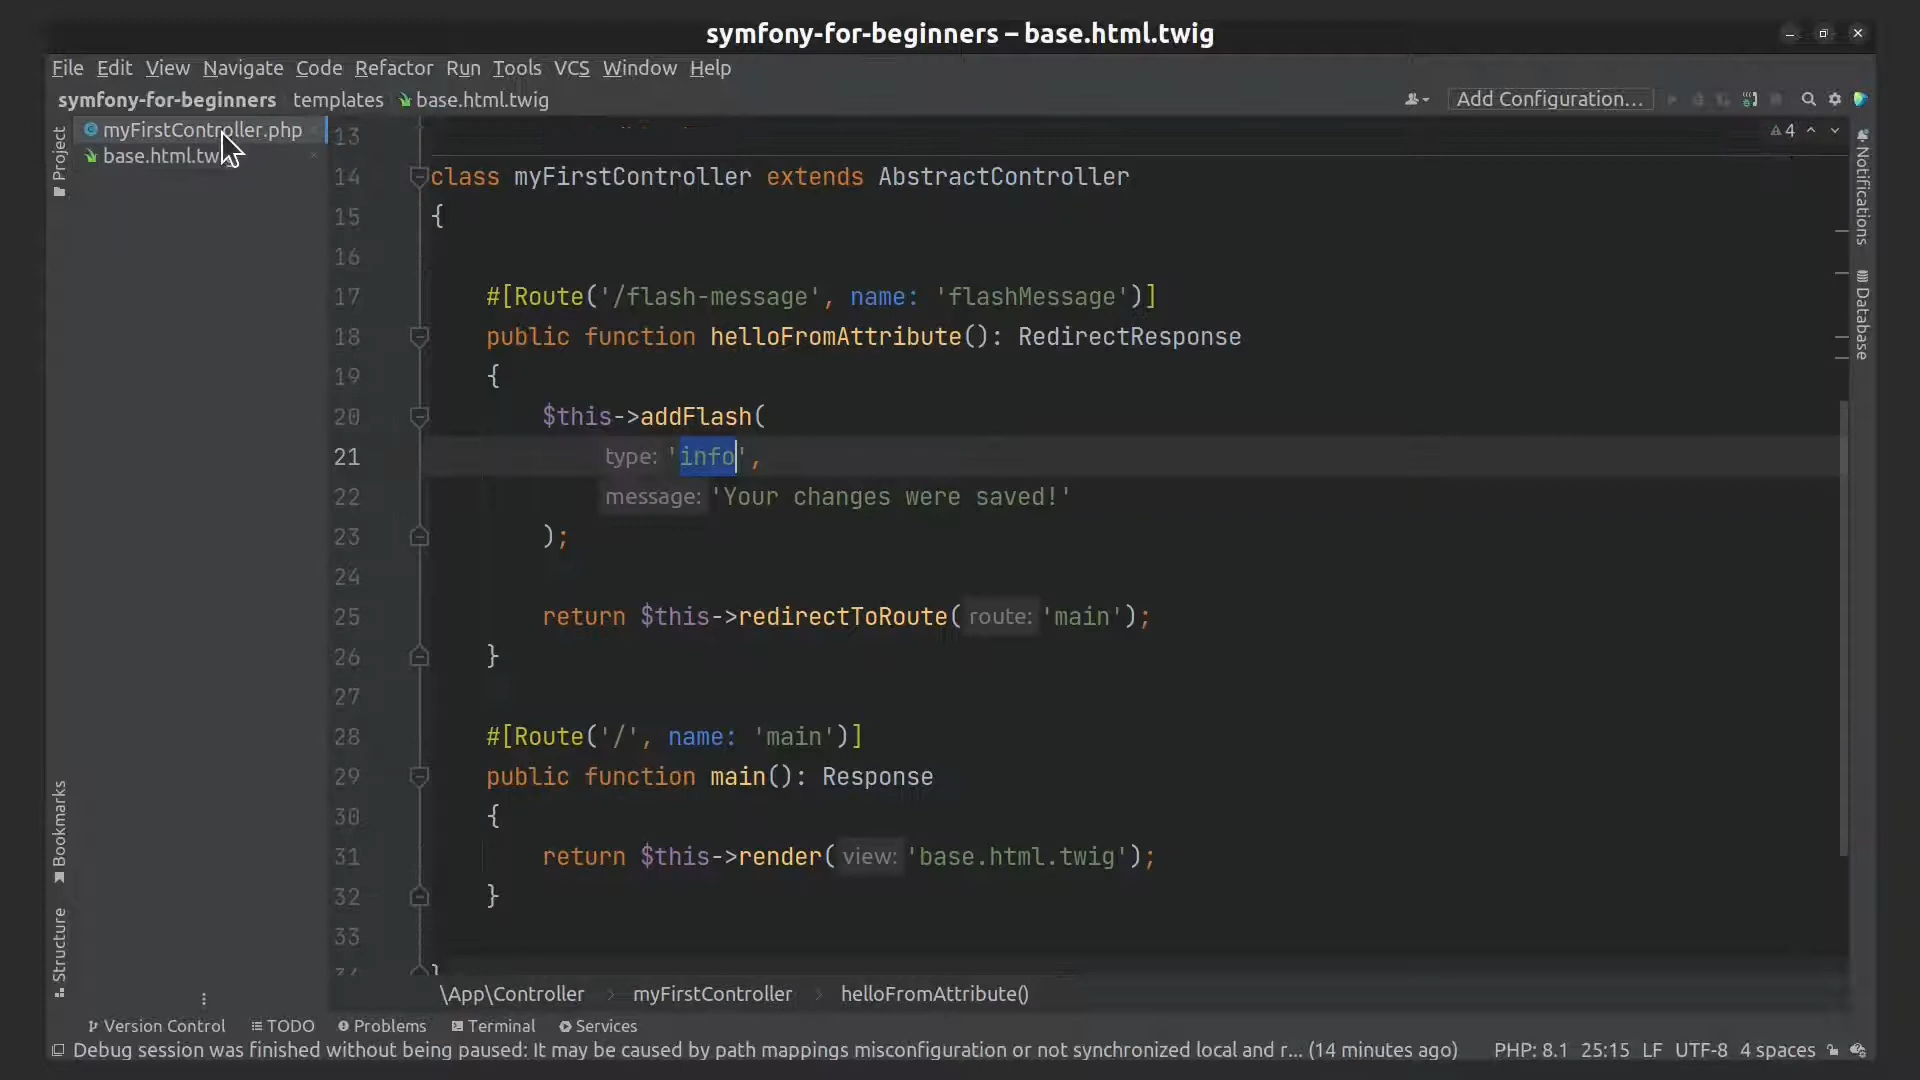 symfony-for-beginners – base.html.twig
File Edit View Navigate Code Refactor Run Tools VCS Window Help
symfony-for-beginners templates base.html.twig
Add Configuration...
Project
myFirstController.php
base.html.tw
4
Notifications
Database
13
14 class myFirstController extends AbstractController
15 {
16
17 #[Route('/flash-message', name: 'flashMessage')]
18 public function helloFromAttribute(): RedirectResponse
19 {
20 $this->addFlash(
21 type: 'info',
22 message: 'Your changes were saved!'
23 );
24
25 return $this->redirectToRoute( route: 'main');
26 }
27
28 #[Route('/', name: 'main')]
29 public function main(): Response
30 {
31 return $this->render( view: 'base.html.twig');
32 }
33
34 }
Bookmarks
Structure
\App\Controller myFirstController helloFromAttribute()
Version Control TODO Problems Terminal Services
Debug session was finished without being paused: It may be caused by path mappings misconfiguration or not synchronized local and r... (14 minutes ago) PHP: 8.1 25:15 LF UTF-8 4 spaces